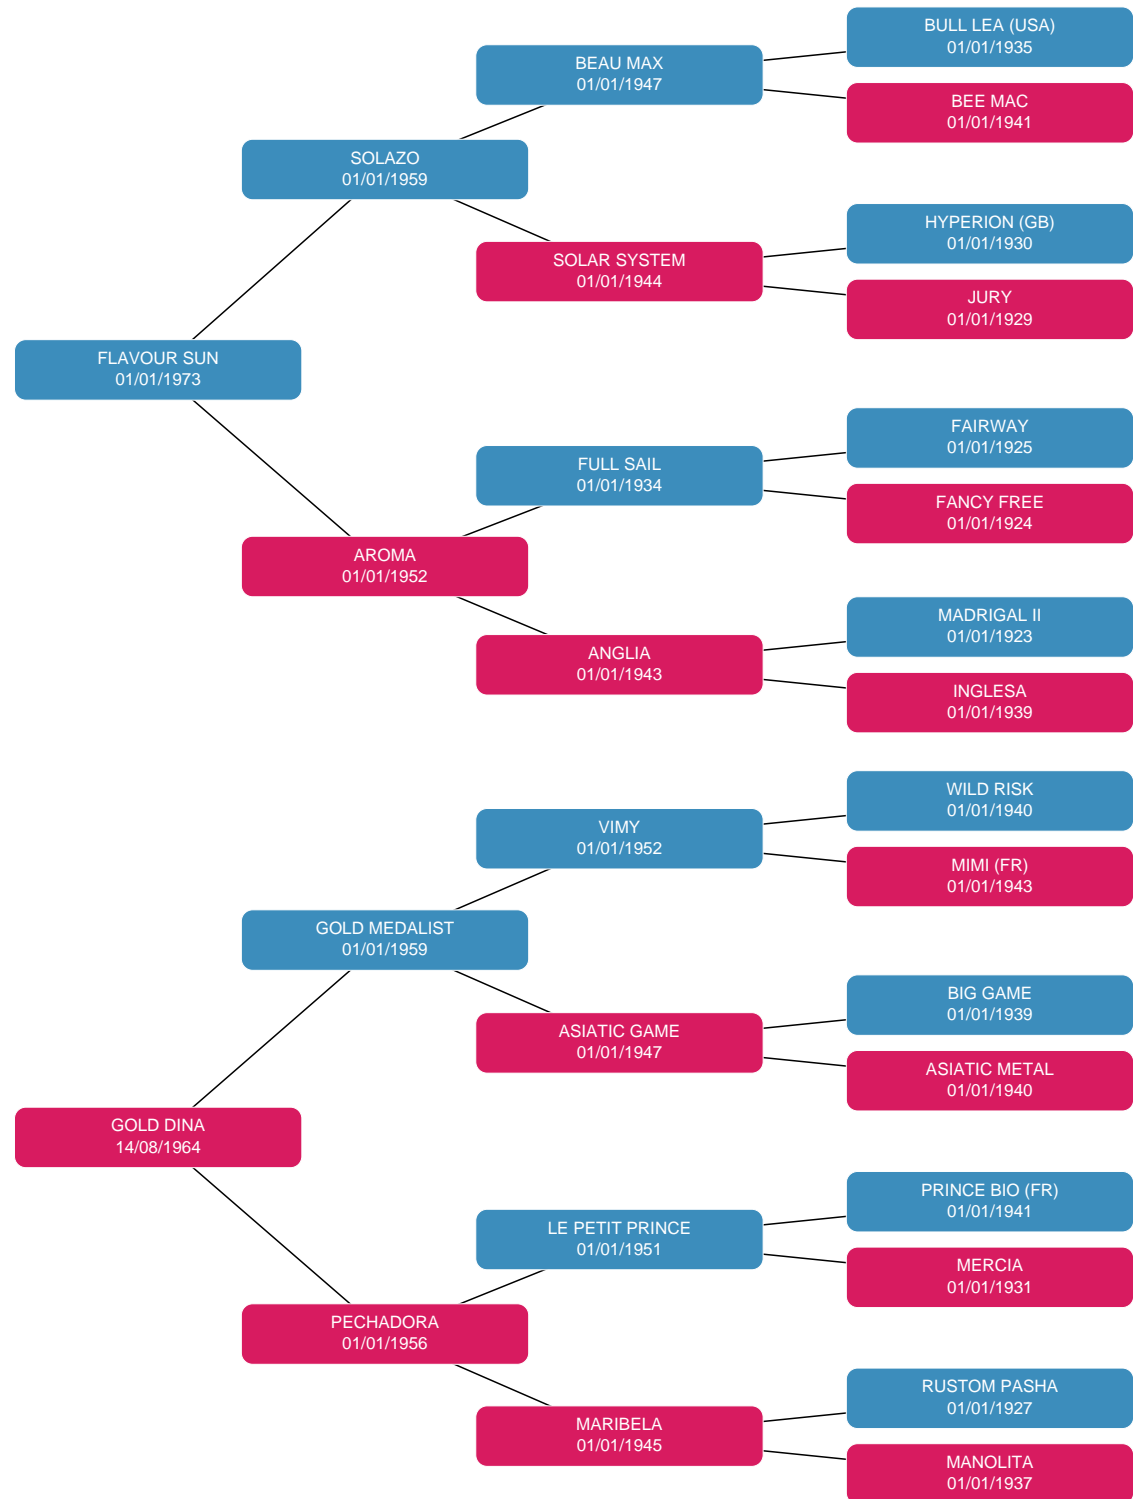 BULL LEA (USA)
01/01/1935
BEAU MAX
01/01/1947
BEE MAC
01/01/1941
SOLAZO
01/01/1959
HYPERION (GB)
01/01/1930
SOLAR SYSTEM
01/01/1944
JURY
01/01/1929
FLAVOUR SUN
01/01/1973
FAIRWAY
01/01/1925
FULL SAIL
01/01/1934
FANCY FREE
01/01/1924
AROMA
01/01/1952
MADRIGAL II
01/01/1923
ANGLIA
01/01/1943
INGLESA
01/01/1939
WILD RISK
01/01/1940
VIMY
01/01/1952
MIMI (FR)
01/01/1943
GOLD MEDALIST
01/01/1959
BIG GAME
01/01/1939
ASIATIC GAME
01/01/1947
ASIATIC METAL
01/01/1940
GOLD DINA
14/08/1964
PRINCE BIO (FR)
01/01/1941
LE PETIT PRINCE
01/01/1951
MERCIA
01/01/1931
PECHADORA
01/01/1956
RUSTOM PASHA
01/01/1927
MARIBELA
01/01/1945
MANOLITA
01/01/1937